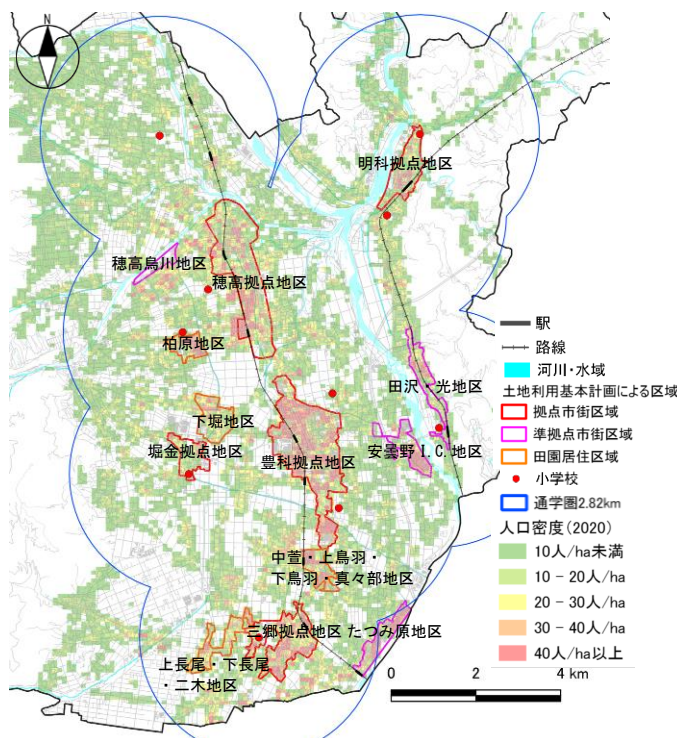 N
明科拠点地区
穂高烏川地区
穂高拠点地区
柏原地区
田沢・光地区
下堀地区
堀金拠点地区
豊科拠点地区
安曇野 I.C.地区
中萱・上鳥羽・
下鳥羽・真々部地区
三郷拠点地区
たつみ原地区
上長尾・下長尾
・二木地区
駅
路線
河川・水域
土地利用基本計画による区域
拠点市街区域
準拠点市街区域
田園居住区域
小学校
通学圏2.82km
人口密度(2020)
10人/ha未満
10 - 20人/ha
20 - 30人/ha
30 - 40人/ha
40人/ha以上
0 2 4 km